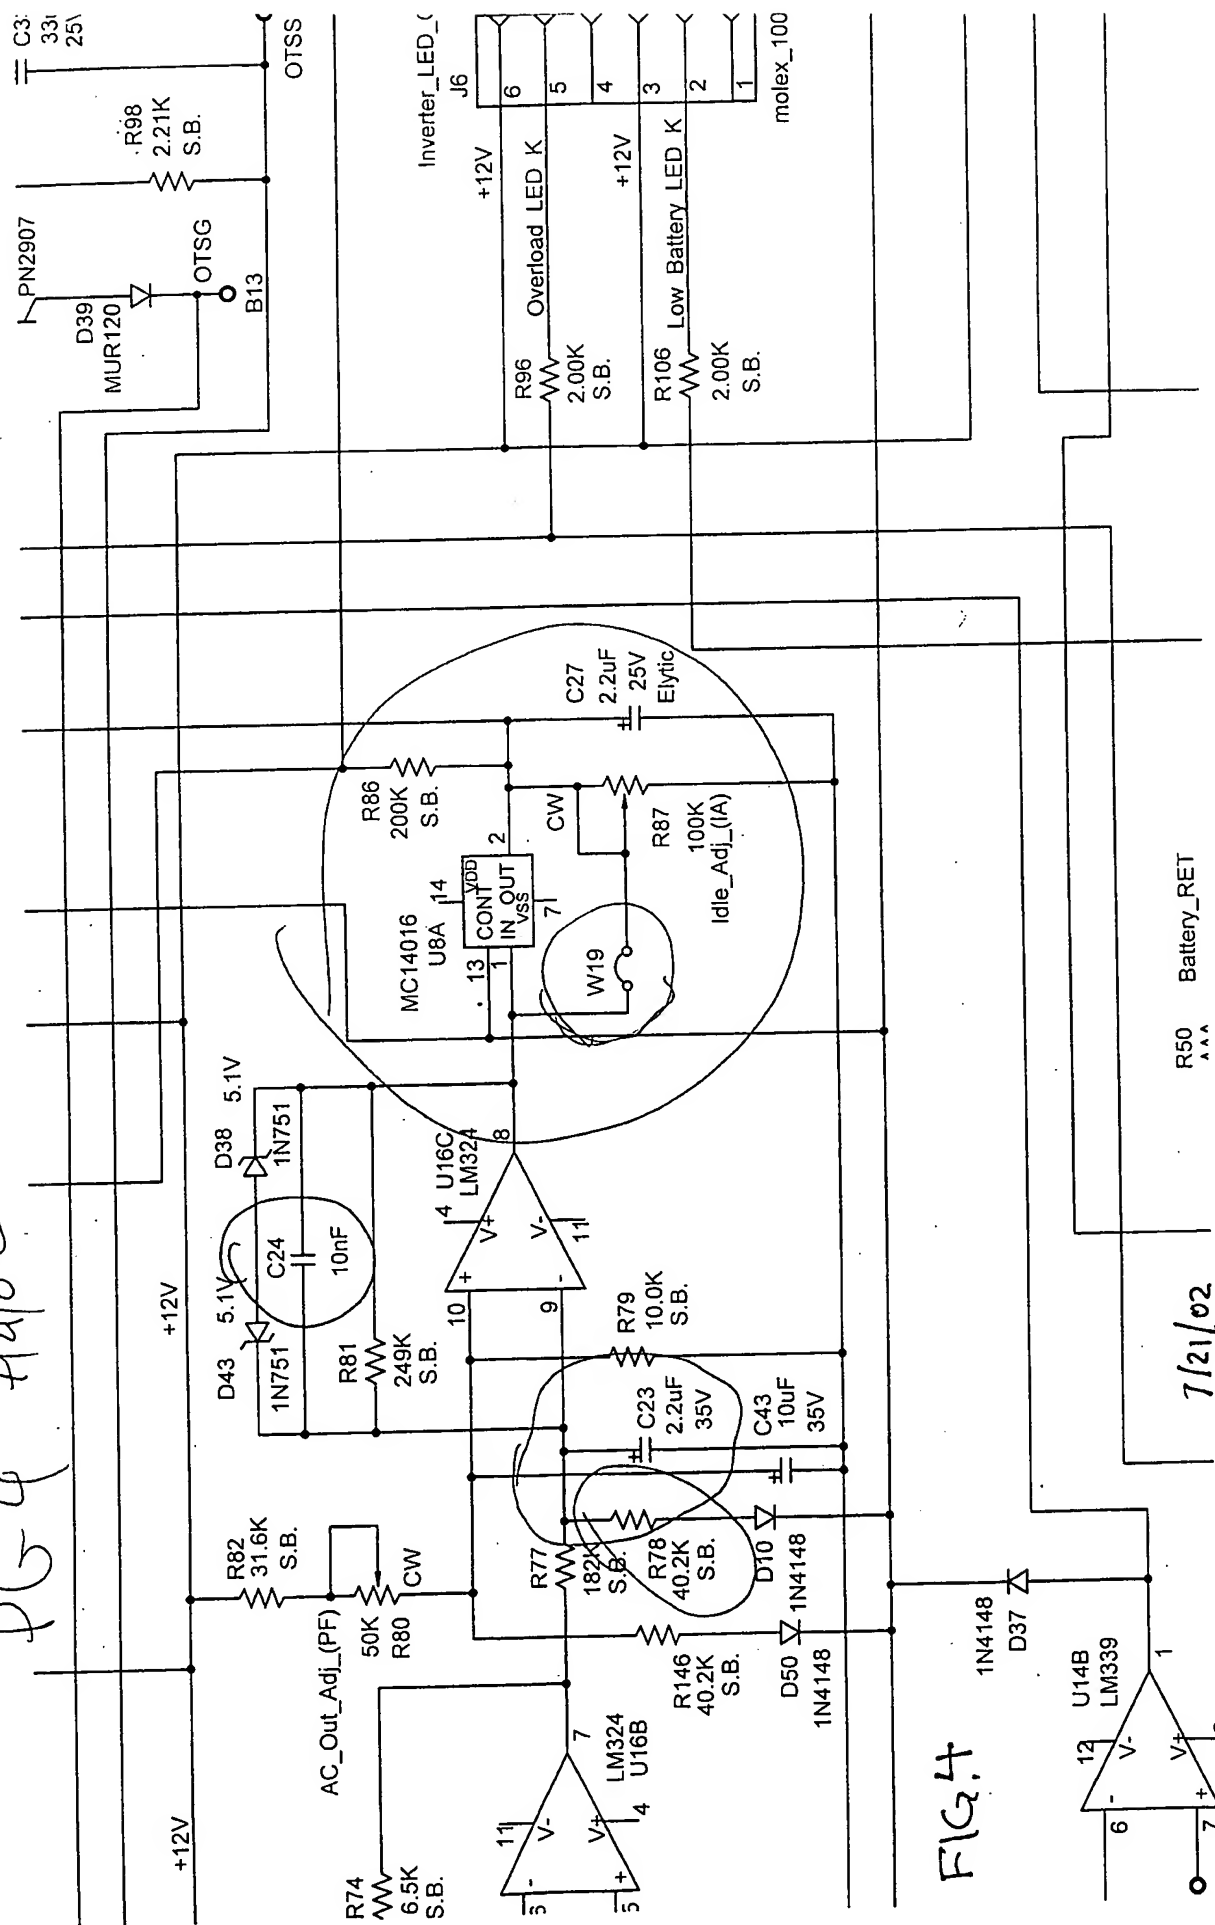 PG 4
C3
33
25V
R98
2.21K
S.B.
OTSS
PN2907
D39
MUR120
OTSG
B13
+12V
+12V
R82
31.6K
S.B.
AC_Out_Adj_(PF)
50K
R80
CW
R74
6.5K
S.B.
D43
5.1V
1N751
D38
5.1V
1N751
C24
10nF
R81
249K
S.B.
11
V-
V+
4
-
+
5
7
LM324
U16B
R77
182K
S.B.
R78
40.2K
S.B.
D10
1N4148
R146
40.2K
S.B.
D50
1N4148
C23
2.2uF
35V
C43
10uF
35V
R79
10.0K
S.B.
10
9
+
-
4
V+
V-
11
U16C
LM324
8
MC14016
U8A
14
13
1
CONT
IN
VDD
OUT
VSS
2
7
W19
R86
200K
S.B.
CW
R87
100K
Idle_Adj_(IA)
C27
2.2uF
25V
Elytic
R96
2.00K
S.B.
R106
2.00K
S.B.
Inverter_LED_
J6
+12V
6
Overload LED K
5
4
+12V
3
Low Battery LED K
2
1
molex_100
FIG.4
6
7
-
+
12
V-
V+
U14B
LM339
1
1N4148
D37
7/21/02
R50
Battery_RET